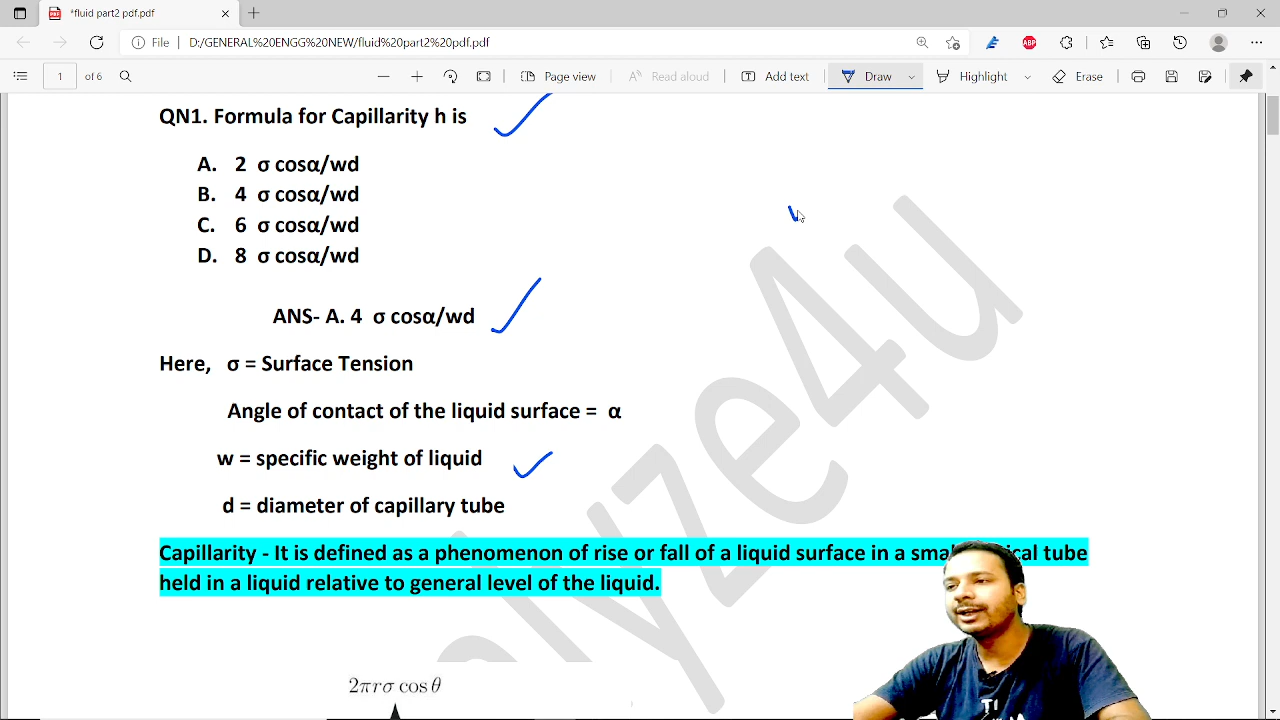 *fluid part2 pdf.pdf
File D:/GENERAL%20ENGG%20NEW/fluid%20part2%20pdf.pdf
1 of 6 Page view Read aloud Add text Draw Highlight Erase
ABP
QN1. Formula for Capillarity h is
A. 2 σ cosα/wd
B. 4 σ cosα/wd
C. 6 σ cosα/wd
D. 8 σ cosα/wd
ANS- A. 4 σ cosα/wd
Here, σ = Surface Tension
Angle of contact of the liquid surface = α
w = specific weight of liquid
d = diameter of capillary tube
Capillarity - It is defined as a phenomenon of rise or fall of a liquid surface in a tube
held in a liquid relative to general level of the liquid.
2πrσ cos θ